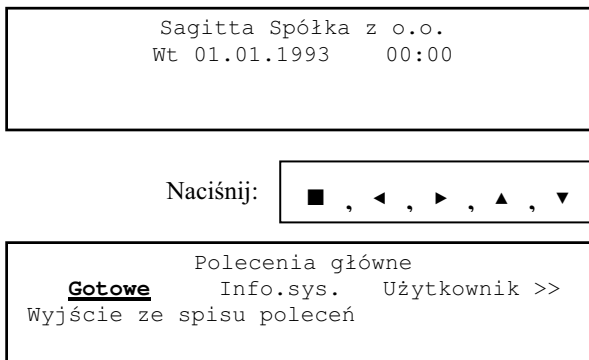 Sagitta Spółka z o.o.
Wt 01.01.1993 00:00
Naciśnij: ■ , ◄ , ► , ▲ , ▼
Polecenia główne
Gotowe Info.sys. Użytkownik >>
Wyjście ze spisu poleceń